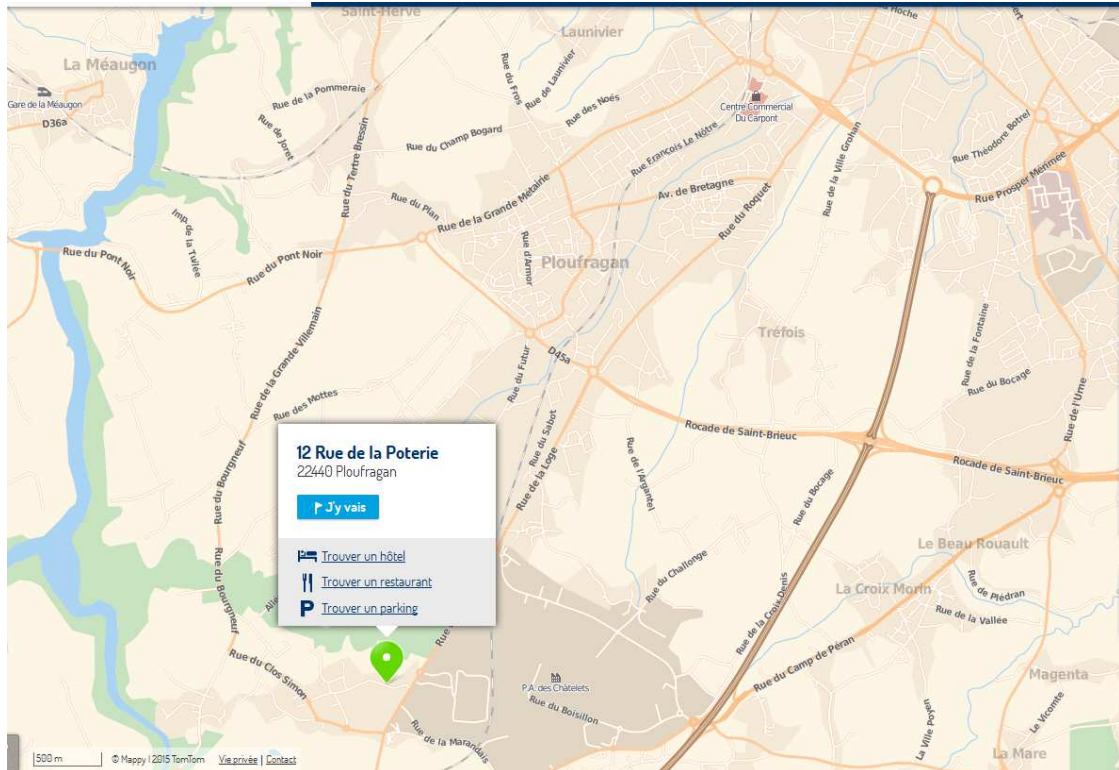 Saint-Hervé
La Hoche
Launivier
La Méaugon
Gare de la Méaugon
D36a
Rue de la Pommeraie
Rue de Joret
Rue du Tertre Bressin
Rue du Fros
Rue de Launivier
Rue des Noés
Rue du Champ Bogard
Centre Commercial
Du Carpont
Rue François Le Nôtre
Rue de la Ville Grohan
Rue Théodore Botrel
Rue Prosper Mérimée
Av. de Bretagne
Rue du Roquet
Rue du Plan
Rue de la Grande Métairie
Imp. de la Tullée
Rue du Pont Noir
Rue du Pont Noir
Rue d'Armor
Ploufragan
Tréfois
D45a
Rue du Futur
Rue de la Grande Villemain
Rue des Mottes
Rue de la Fontaine
Rue du Bocage
Rue de l'Urne
Rue du Sabot
Rue de la Loge
Rocade de Saint-Brieuc
Rocade de Saint-Brieuc
Rue de l'Argantel
Rue du Bocage
12 Rue de la Poterie
22440 Ploufragan
J'y vais
Trouver un hôtel
Trouver un restaurant
P Trouver un parking
Rue du Bourgneuf
Rue du Bourgneuf
Rue du Clos Simon
Rue du Challonge
Rue de la Croix Denis
Le Beau Rouault
La Croix Morin
Rue de Plédran
Rue de la Vallée
Rue du Camp de Péran
Magenta
P.A. des Châtelets
Rue du Boisillon
Rue de la Marandais
La Ville Poyen
Le Vicomte
La Mare
500 m
© Mappy | 2015 TomTom Vie privée | Contact